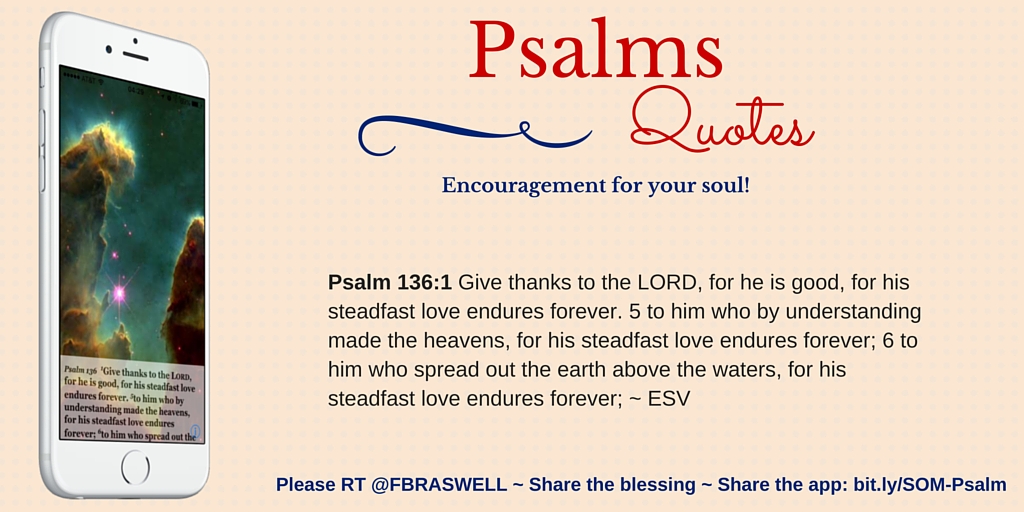 Psalms
Quotes
Encouragement for your soul!
Psalm 136:1 Give thanks to the LORD, for he is good, for his
steadfast love endures forever. 5 to him who by understanding
made the heavens, for his steadfast love endures forever; 6 to
him who spread out the earth above the waters, for his
steadfast love endures forever; ~ ESV
Please RT @FBRASWELL ~ Share the blessing ~ Share the app: bit.ly/SOM-Psalm
Psalm 136 ¹Give thanks to the LORD,
for he is good, for his steadfast love
endures forever. ⁵to him who by
understanding made the heavens,
for his steadfast love endures
forever; ⁶to him who spread out the